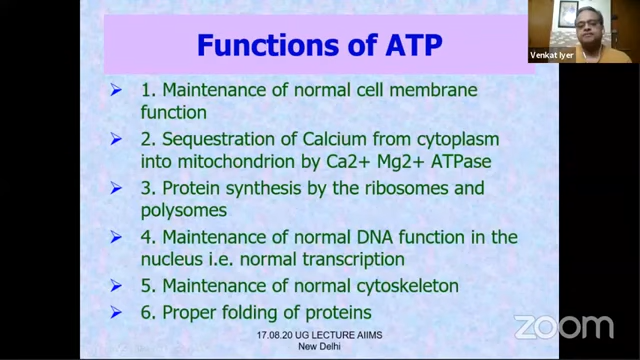 Functions of ATP
Venkat Iyer
1. Maintenance of normal cell membrane
function
2. Sequestration of Calcium from cytoplasm
into mitochondrion by Ca2+ Mg2+ ATPase
3. Protein synthesis by the ribosomes and
polysomes
4. Maintenance of normal DNA function in the
nucleus i.e. normal transcription
5. Maintenance of normal cytoskeleton
6. Proper folding of proteins
17.08.20 UG LECTURE AIIMS
New Delhi
zoom